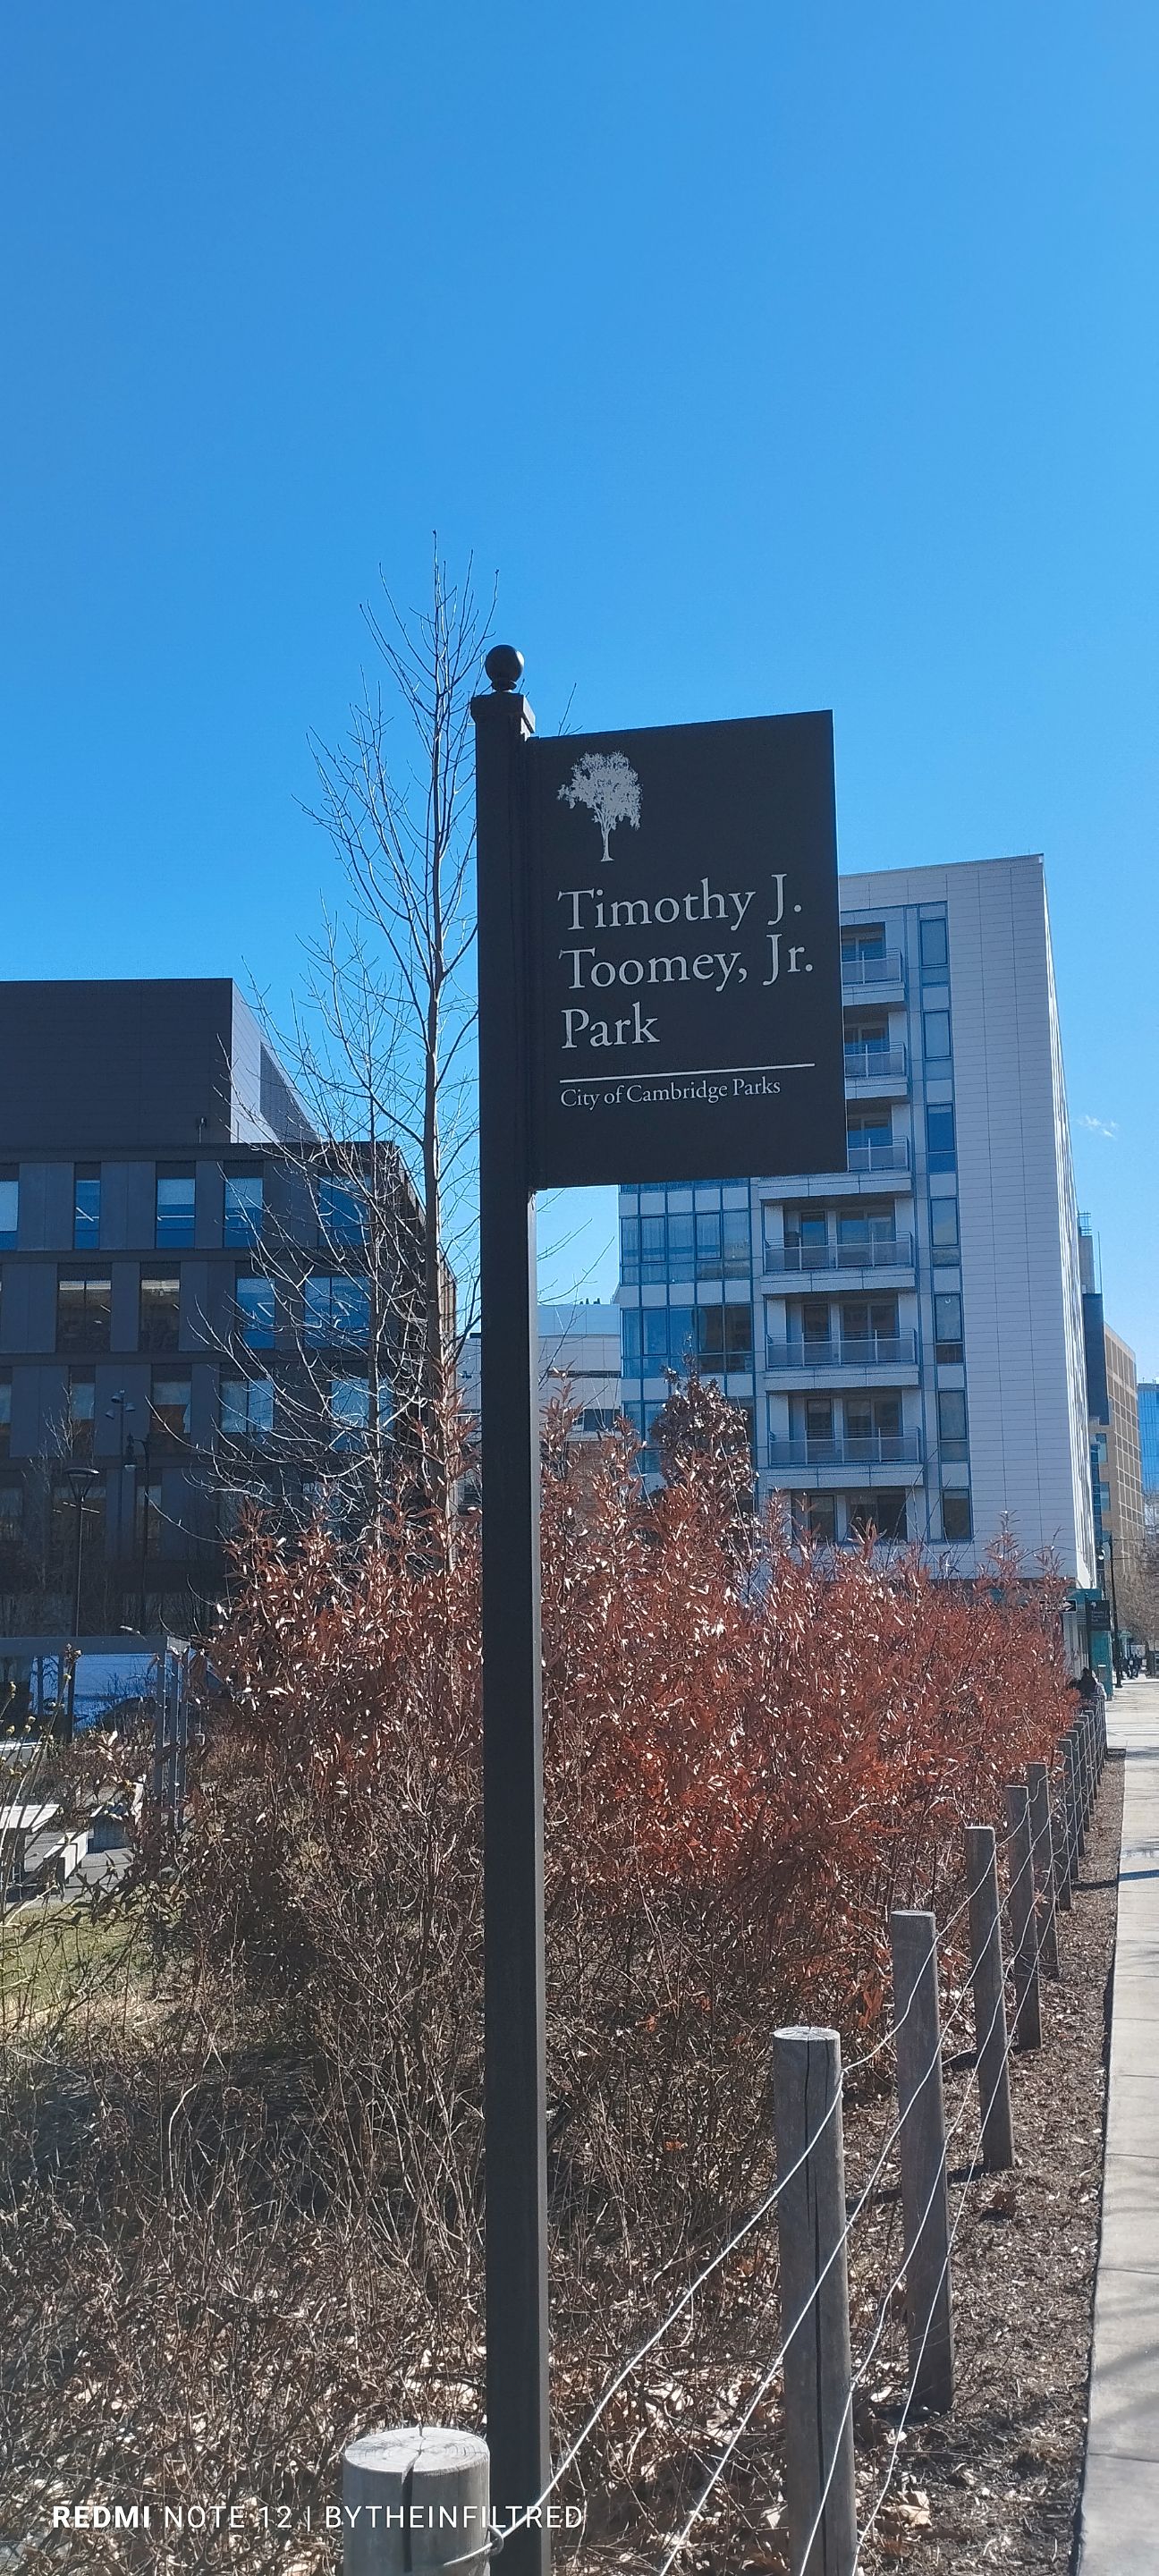 Timothy J.
Toomey, Jr.
Park
City of Cambridge Parks
REDMI NOTE 12 | BYTHEINFILTRED